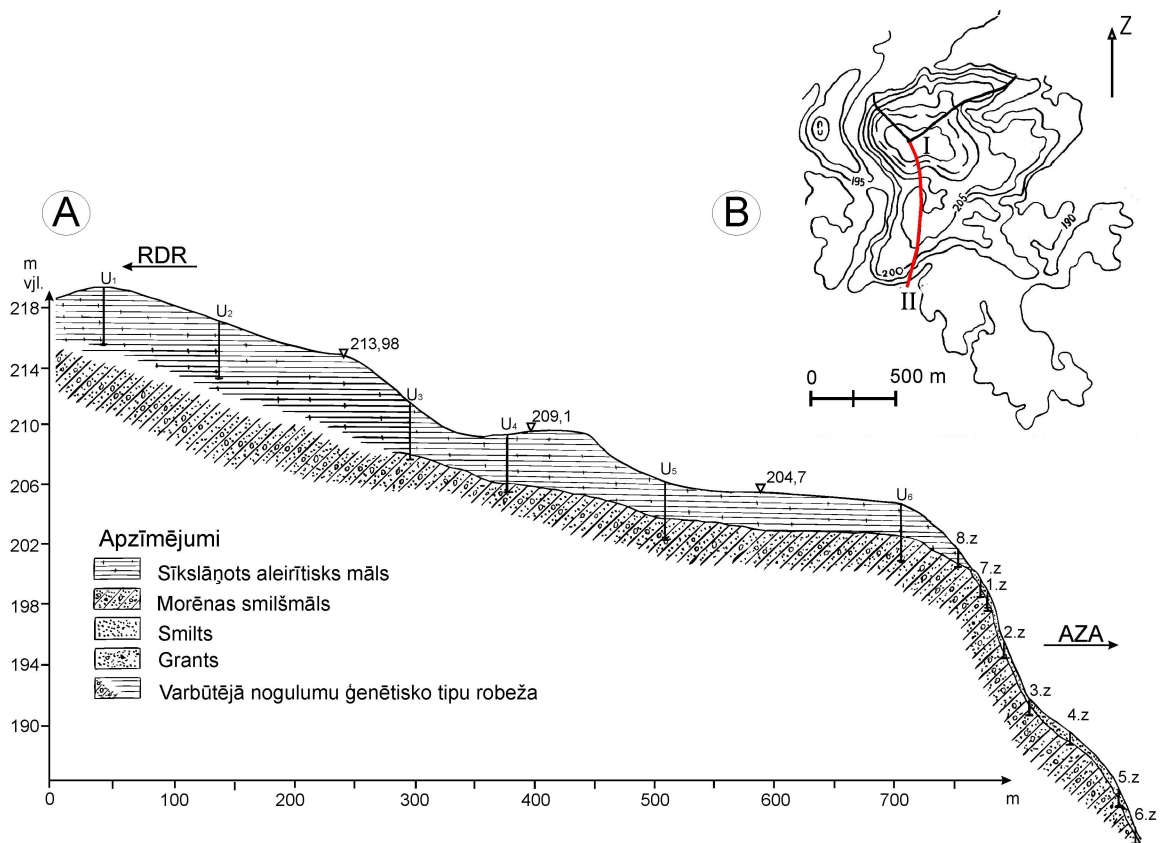 A
m
vjl.
RDR
218
214
210
206
202
198
194
190
U1
U2
213,98
U3
U4
209,1
U5
204,7
U6
8.z
7.z
1.z
2.z
3.z
4.z
5.z
6.z
AZA
Apzīmējumi
Sīkslāņots aleirītisks māls
Morēnas smilšmāls
Smilts
Grants
Varbūtējā nogulumu ģenētisko tipu robeža
0 100 200 300 400 500 600 700 m
B
Z
I
195
205
190
200
II
0 500 m